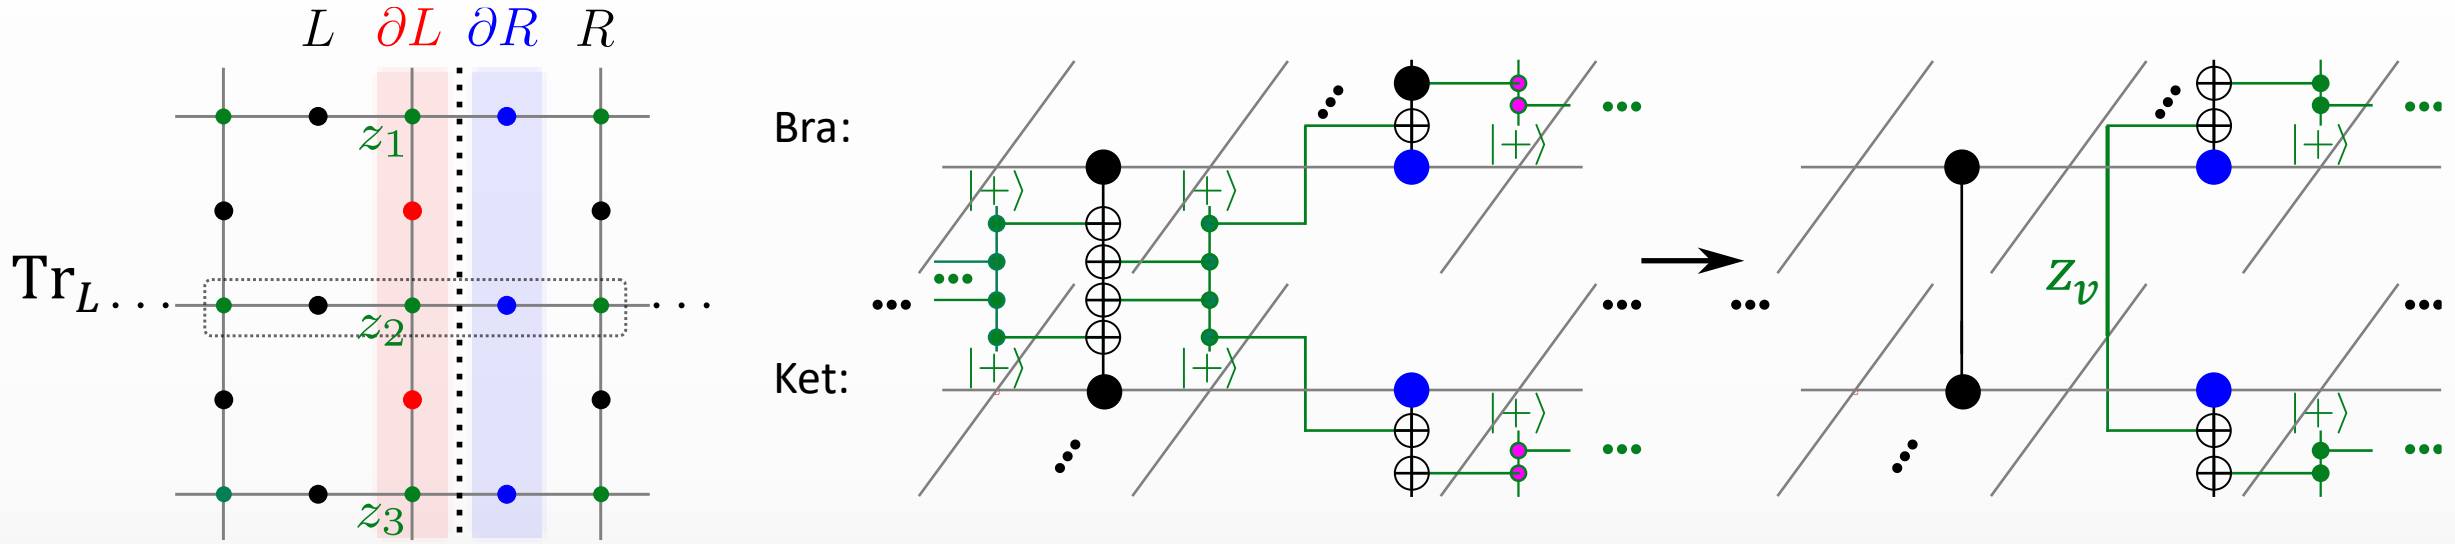 L ∂L ∂R R
z₁
Tr_L ··· z₂ ···
z₃
Bra:
Ket:
|+⟩ |+⟩ |+⟩
|+⟩ |+⟩ |+⟩
z_v
|+⟩
|+⟩